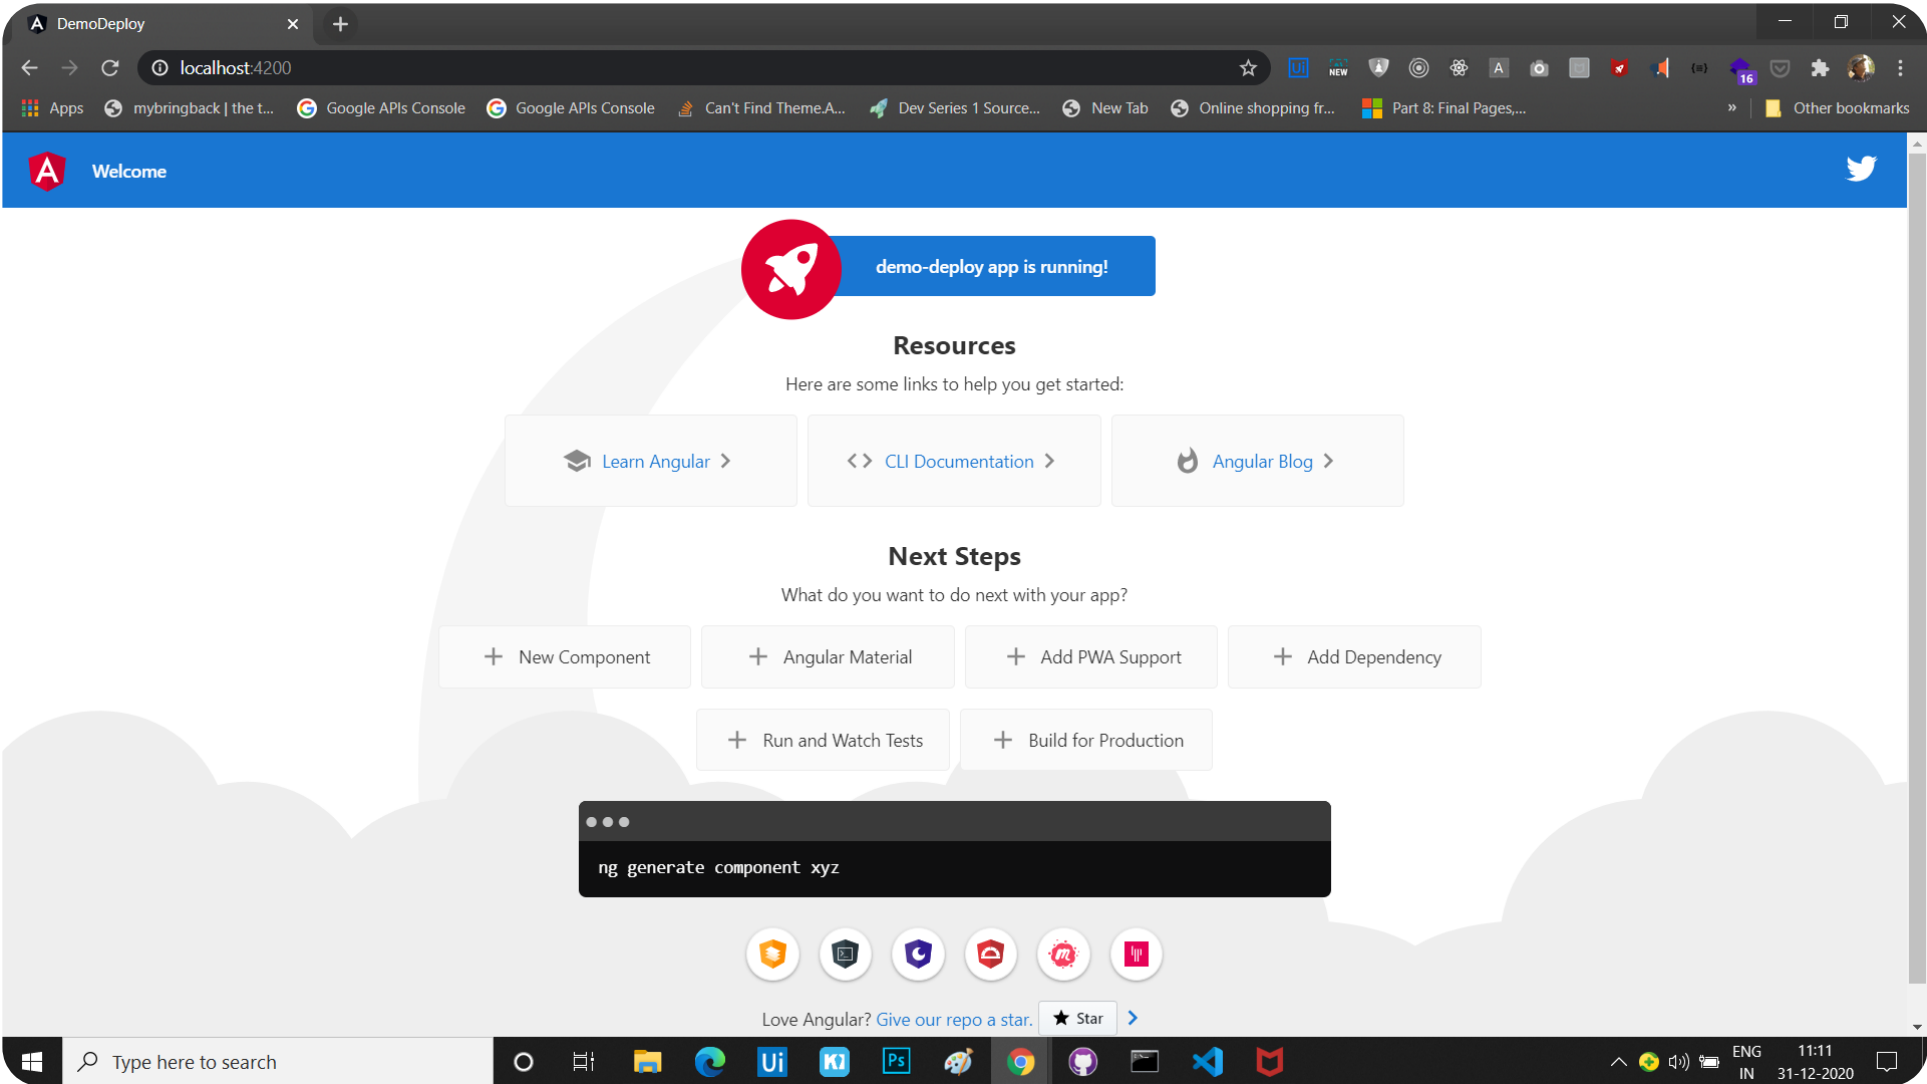 DemoDeploy
localhost:4200
NEW
A
16
Apps
mybringback | the t...
Google APIs Console
Google APIs Console
Can't Find Theme.A...
Dev Series 1 Source...
New Tab
Online shopping fr...
Part 8: Final Pages,...
»
Other bookmarks
Welcome
demo-deploy app is running!
Resources
Here are some links to help you get started:
Learn Angular
CLI Documentation
Angular Blog
Next Steps
What do you want to do next with your app?
New Component
Angular Material
Add PWA Support
Add Dependency
Run and Watch Tests
Build for Production
ng generate component xyz
Love Angular? Give our repo a star.
Star
Type here to search
Ui
Ps
ENG
IN
11:11
31-12-2020